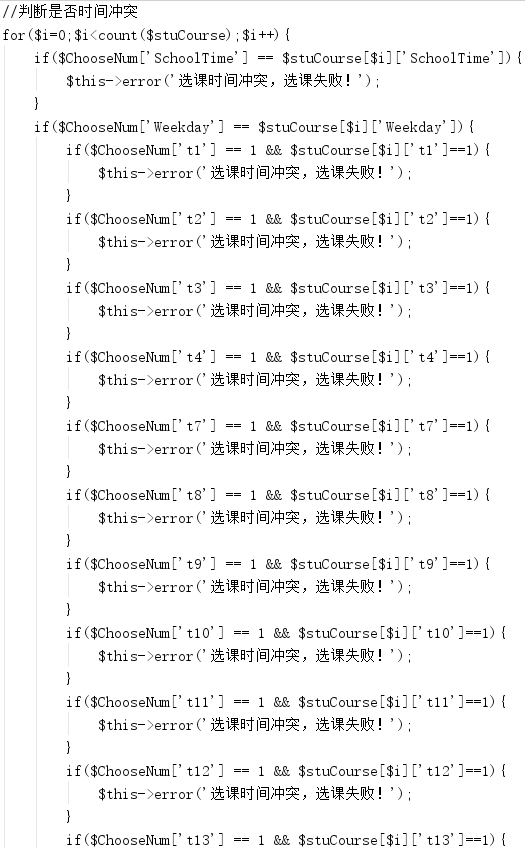 //判断是否时间冲突
for($i=0;$i<count($stuCourse);$i++){
if($ChooseNum['SchoolTime'] == $stuCourse[$i]['SchoolTime']){
$this->error('选课时间冲突，选课失败！');
}
if($ChooseNum['Weekday'] == $stuCourse[$i]['Weekday']){
if($ChooseNum['t1'] == 1 && $stuCourse[$i]['t1']==1){
$this->error('选课时间冲突，选课失败！');
}
if($ChooseNum['t2'] == 1 && $stuCourse[$i]['t2']==1){
$this->error('选课时间冲突，选课失败！');
}
if($ChooseNum['t3'] == 1 && $stuCourse[$i]['t3']==1){
$this->error('选课时间冲突，选课失败！');
}
if($ChooseNum['t4'] == 1 && $stuCourse[$i]['t4']==1){
$this->error('选课时间冲突，选课失败！');
}
if($ChooseNum['t7'] == 1 && $stuCourse[$i]['t7']==1){
$this->error('选课时间冲突，选课失败！');
}
if($ChooseNum['t8'] == 1 && $stuCourse[$i]['t8']==1){
$this->error('选课时间冲突，选课失败！');
}
if($ChooseNum['t9'] == 1 && $stuCourse[$i]['t9']==1){
$this->error('选课时间冲突，选课失败！');
}
if($ChooseNum['t10'] == 1 && $stuCourse[$i]['t10']==1){
$this->error('选课时间冲突，选课失败！');
}
if($ChooseNum['t11'] == 1 && $stuCourse[$i]['t11']==1){
$this->error('选课时间冲突，选课失败！');
}
if($ChooseNum['t12'] == 1 && $stuCourse[$i]['t12']==1){
$this->error('选课时间冲突，选课失败！');
}
if($ChooseNum['t13'] == 1 && $stuCourse[$i]['t13']==1){